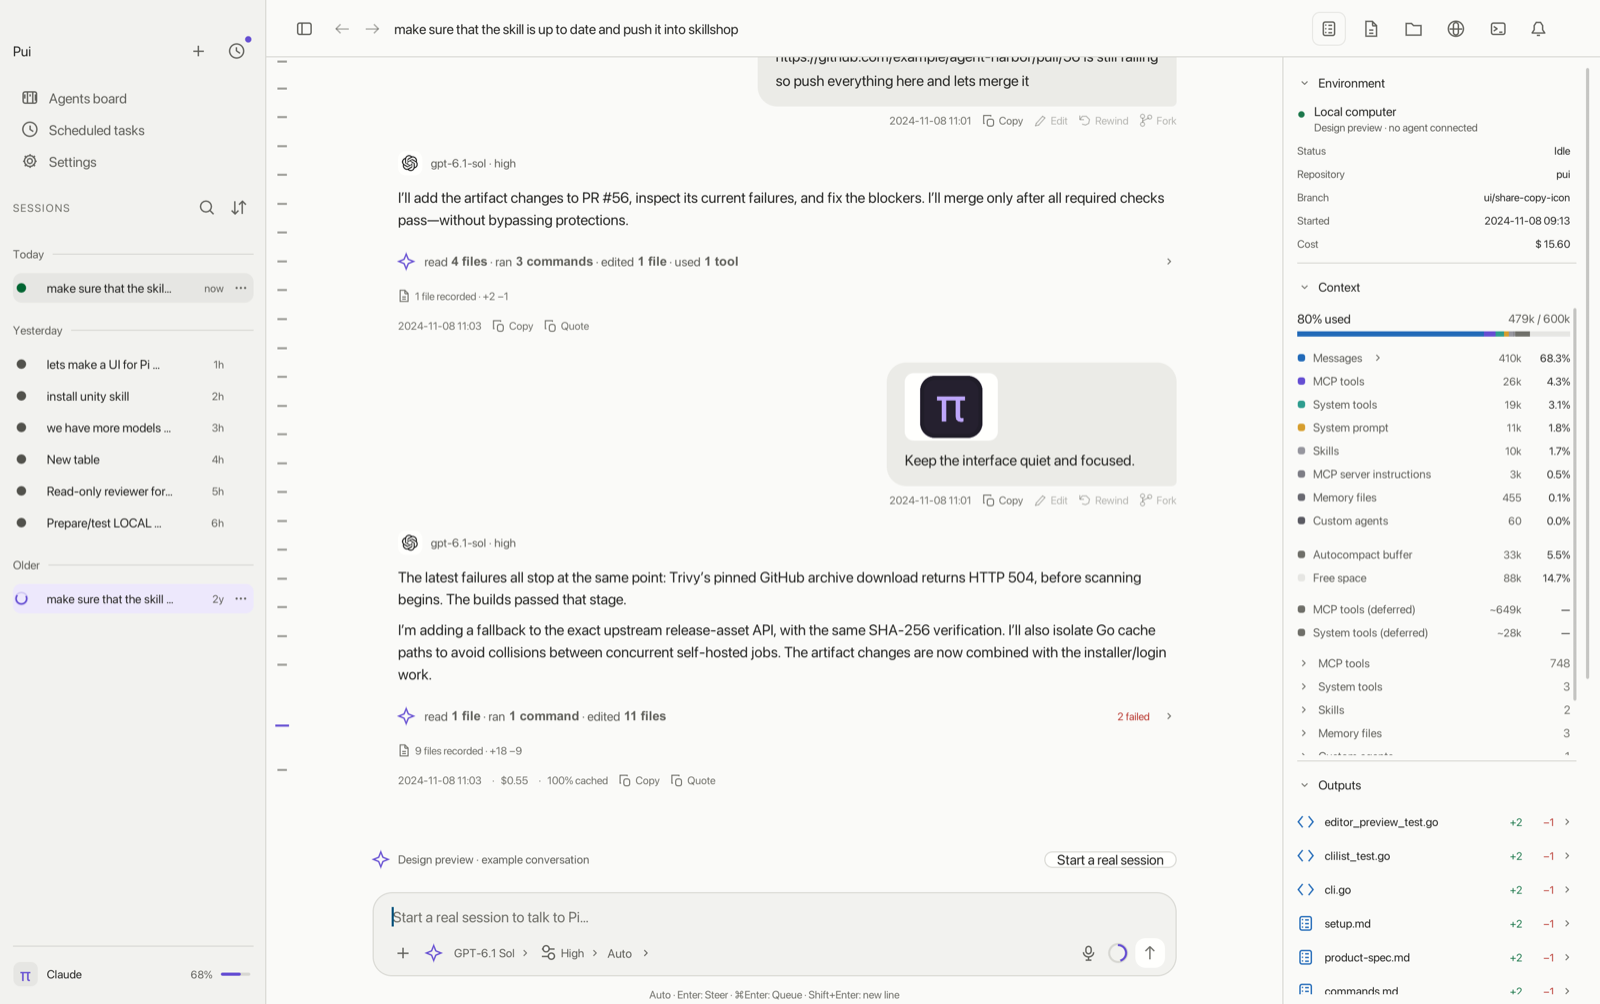 Pui
Agents board
Scheduled tasks
Settings
SESSIONS
Today
make sure that the skil... now ···
Yesterday
lets make a UI for Pi ... 1h
install unity skill 2h
we have more models ... 3h
New table 4h
Read-only reviewer for... 5h
Prepare/test LOCAL ... 6h
Older
make sure that the skill ... 2y ···
π Claude 68%
make sure that the skill is up to date and push it into skillshop
https://github.com/example/agent-harbor/pull/56 is still failing
so push everything here and lets merge it
2024-11-08 11:01 Copy Edit Rewind Fork
gpt-6.1-sol · high
I'll add the artifact changes to PR #56, inspect its current failures, and fix the blockers. I'll merge only after all required checks
pass—without bypassing protections.
read 4 files · ran 3 commands · edited 1 file · used 1 tool
1 file recorded · +2 −1
2024-11-08 11:03 Copy Quote
π
Keep the interface quiet and focused.
2024-11-08 11:01 Copy Edit Rewind Fork
gpt-6.1-sol · high
The latest failures all stop at the same point: Trivy's pinned GitHub archive download returns HTTP 504, before scanning
begins. The builds passed that stage.
I'm adding a fallback to the exact upstream release-asset API, with the same SHA-256 verification. I'll also isolate Go cache
paths to avoid collisions between concurrent self-hosted jobs. The artifact changes are now combined with the installer/login
work.
read 1 file · ran 1 command · edited 11 files 2 failed
9 files recorded · +18 −9
2024-11-08 11:03 · $0.55 · 100% cached Copy Quote
Design preview · example conversation Start a real session
Start a real session to talk to Pi...
GPT-6.1 Sol High Auto
Auto · Enter: Steer · ⌘Enter: Queue · Shift+Enter: new line
Environment
Local computer
Design preview · no agent connected
Status Idle
Repository pui
Branch ui/share-copy-icon
Started 2024-11-08 09:13
Cost $ 15.60
Context
80% used 479k / 600k
Messages 410k 68.3%
MCP tools 26k 4.3%
System tools 19k 3.1%
System prompt 11k 1.8%
Skills 10k 1.7%
MCP server instructions 3k 0.5%
Memory files 455 0.1%
Custom agents 60 0.0%
Autocompact buffer 33k 5.5%
Free space 88k 14.7%
MCP tools (deferred) ~649k —
System tools (deferred) ~28k —
MCP tools 748
System tools 3
Skills 2
Memory files 3
Custom agents 1
Outputs
editor_preview_test.go +2 −1
clilist_test.go +2 −1
cli.go +2 −1
setup.md +2 −1
product-spec.md +2 −1
commands.md +2 −1